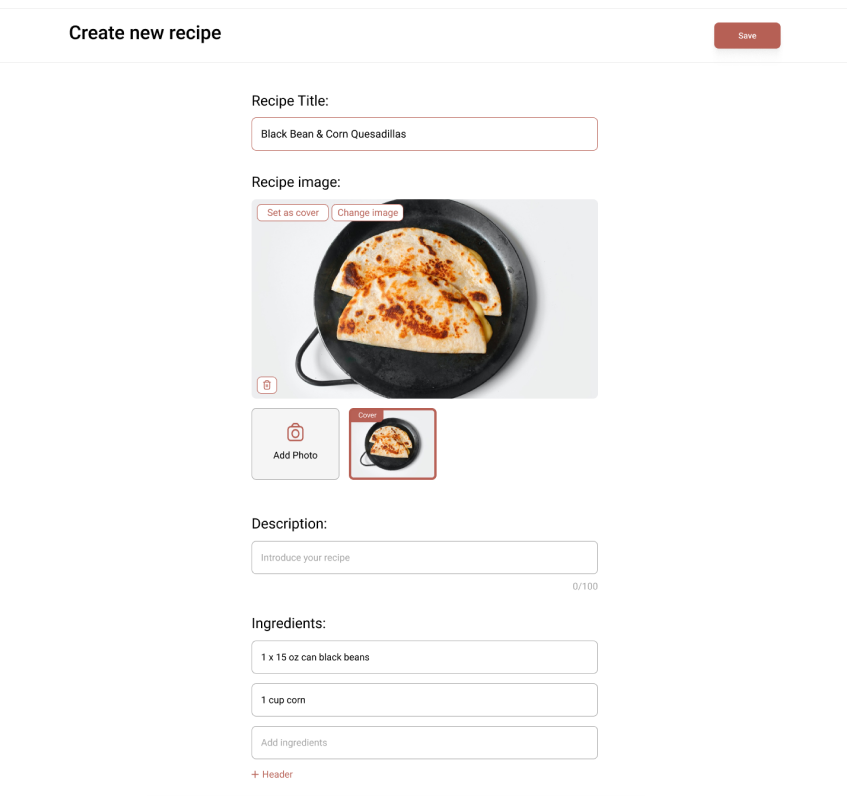 Create new recipe
Save
Recipe Title:
Black Bean & Corn Quesadillas
Recipe image:
Set as cover
Change image
Add Photo
Cover
Description:
Introduce your recipe
0/100
Ingredients:
1 x 15 oz can black beans
1 cup corn
Add ingredients
+ Header